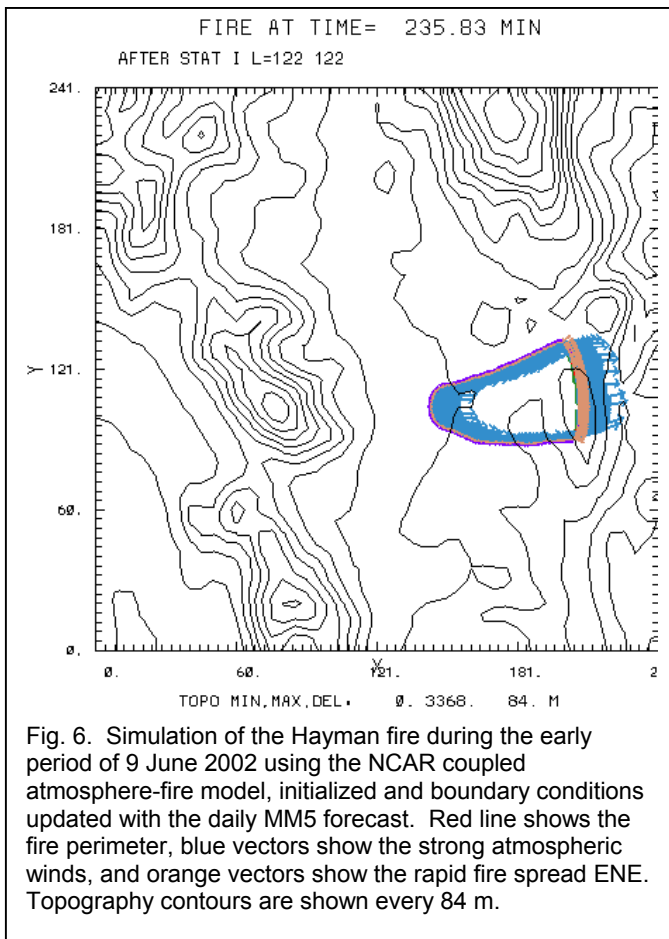 FIRE AT TIME= 235.83 MIN
AFTER STAT I L=122 122
241.
181.
121.
Y
60.
0.
0. 60. 121. 181. 2
X
TOPO MIN,MAX,DEL. 0. 3368. 84. M
Fig. 6. Simulation of the Hayman fire during the early
period of 9 June 2002 using the NCAR coupled
atmosphere-fire model, initialized and boundary conditions
updated with the daily MM5 forecast. Red line shows the
fire perimeter, blue vectors show the strong atmospheric
winds, and orange vectors show the rapid fire spread ENE.
Topography contours are shown every 84 m.